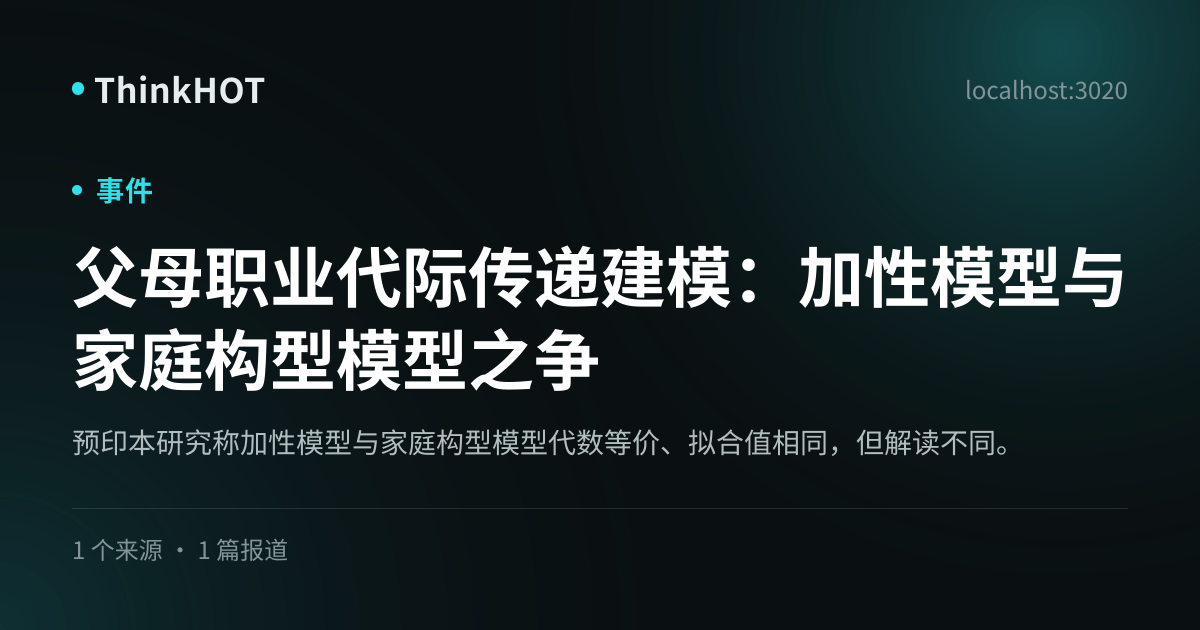 ThinkHOT
localhost:3020
事件
父母职业代际传递建模：加性模型与
家庭构型模型之争
预印本研究称加性模型与家庭构型模型代数等价、拟合值相同，但解读不同。
1 个来源 · 1 篇报道